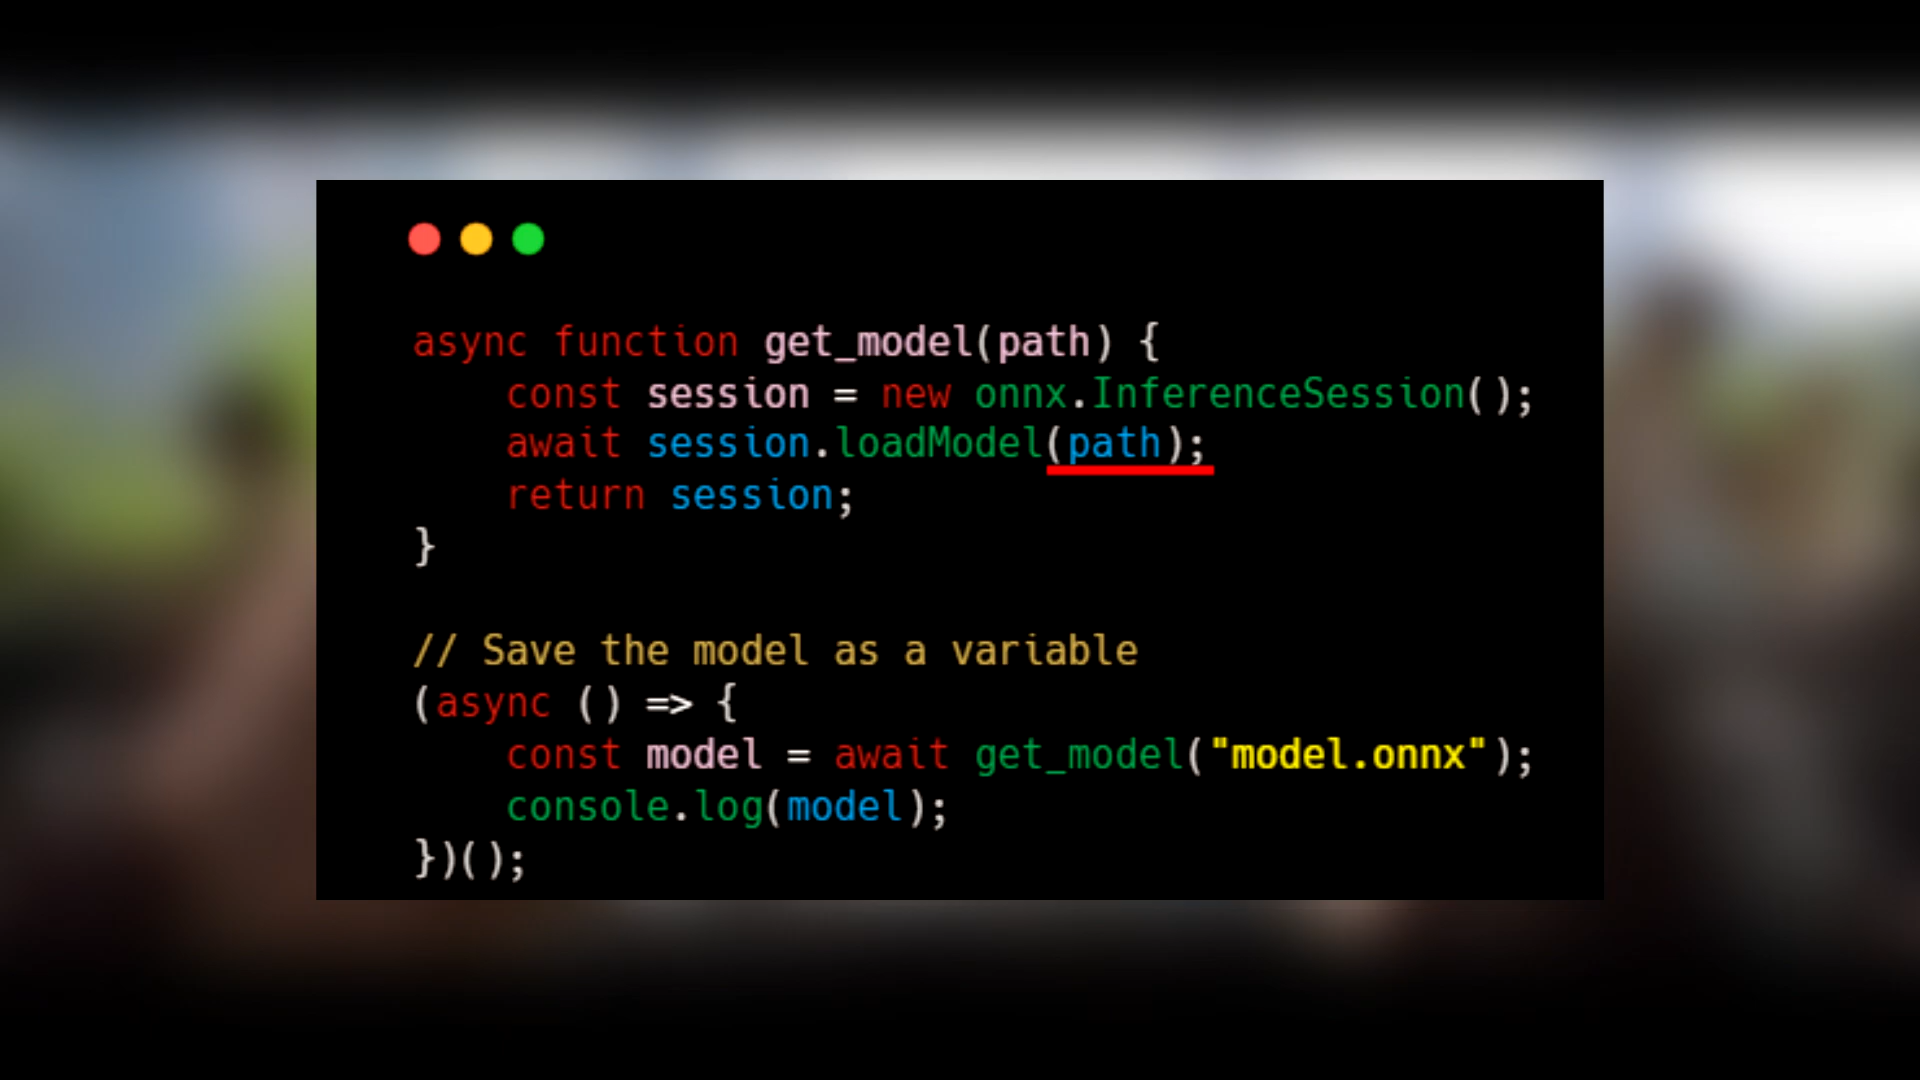 async function get_model(path) {
    const session = new onnx.InferenceSession();
    await session.loadModel(path);
    return session;
}

// Save the model as a variable
(async () => {
    const model = await get_model("model.onnx");
    console.log(model);
})();